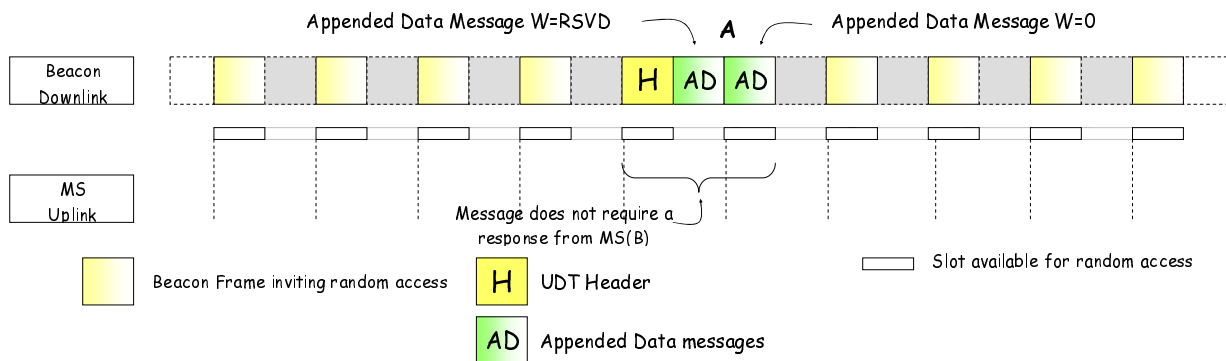 Appended Data Message W=RSVD
A
Appended Data Message W=0
Beacon
Downlink
H
AD
AD
MS
Uplink
Message does not require a
response from MS(B)
Beacon Frame inviting random access
H
UDT Header
Slot available for random access
AD
Appended Data messages